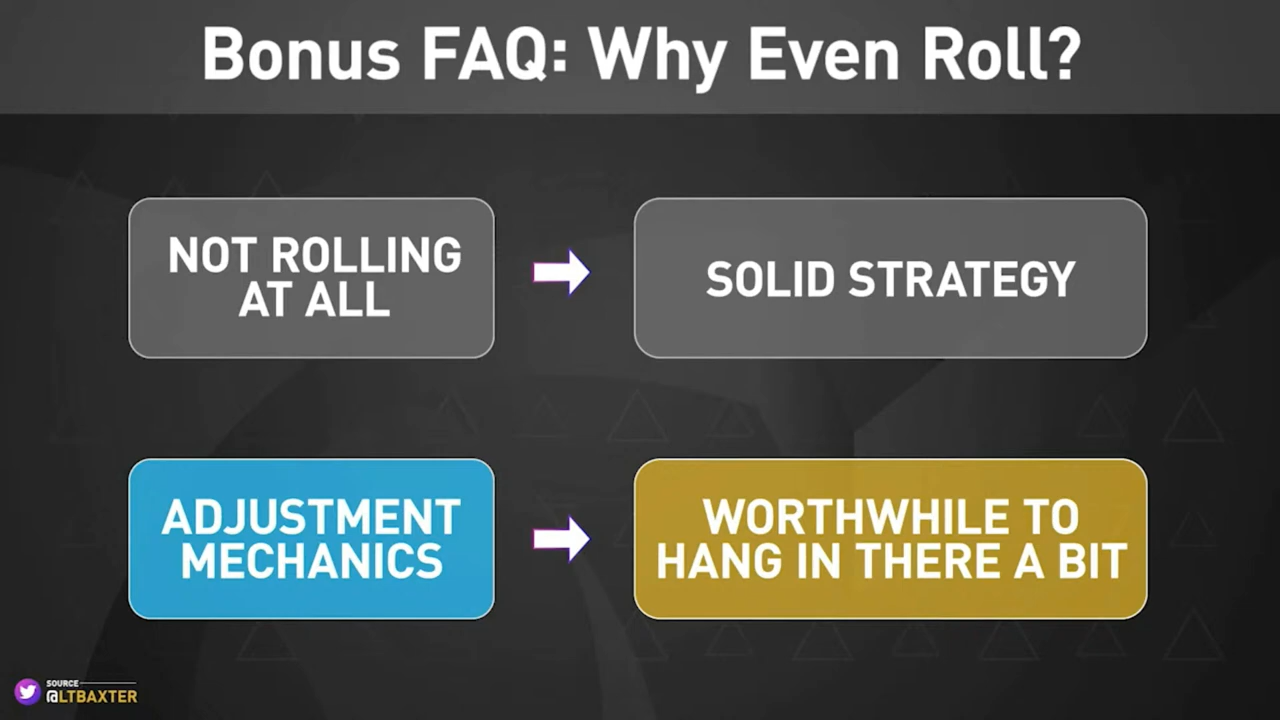 Bonus FAQ: Why Even Roll?
NOT ROLLING
AT ALL
SOLID STRATEGY
ADJUSTMENT
MECHANICS
WORTHWHILE TO
HANG IN THERE A BIT
SOURCE
@LTBAXTER